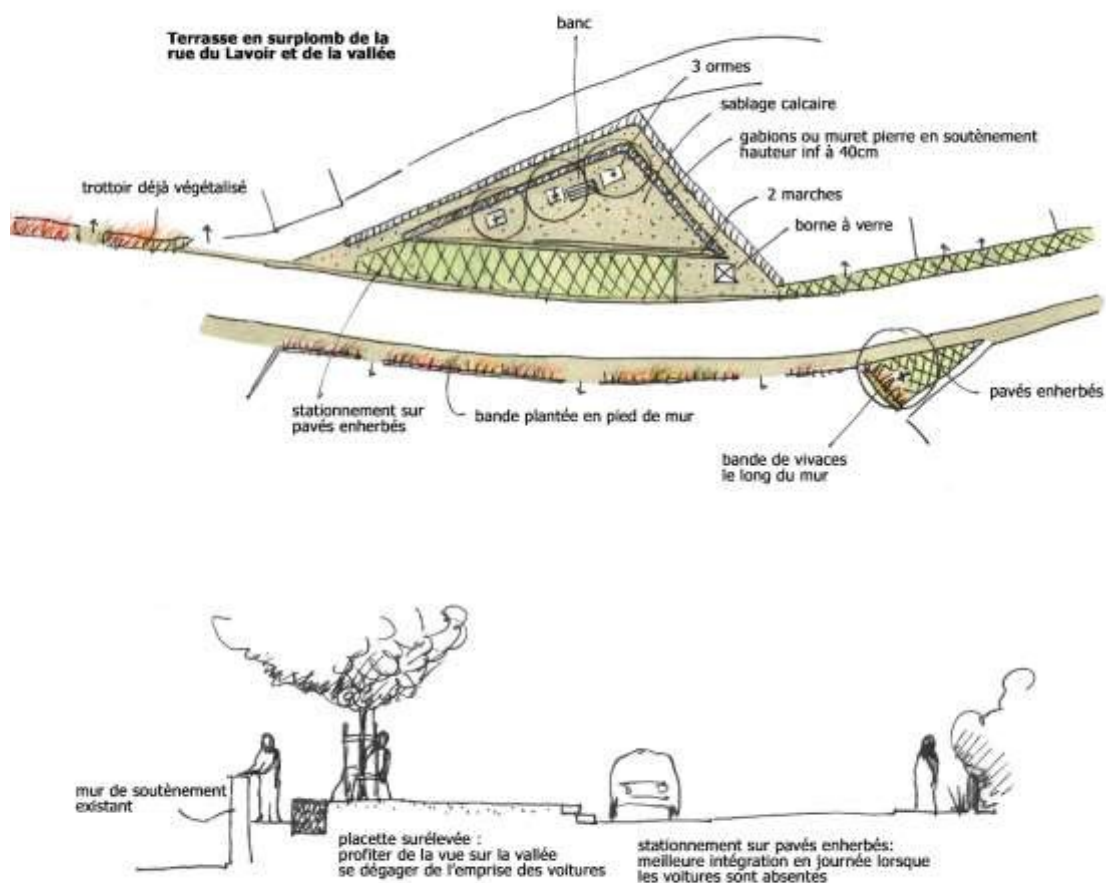 Terrasse en surplomb de la
rue du Lavoir et de la vallée
banc
3 ormes
sablage calcaire
gabions ou muret pierre en soutènement
hauteur inf à 40cm
trottoir déjà végétalisé
2 marches
borne à verre
stationnement sur
pavés enherbés
bande plantée en pied de mur
pavés enherbés
bande de vivaces
le long du mur
mur de soutènement
existant
placette surélevée :
profiter de la vue sur la vallée
se dégager de l'emprise des voitures
stationnement sur pavés enherbés:
meilleure intégration en journée lorsque
les voitures sont absentes